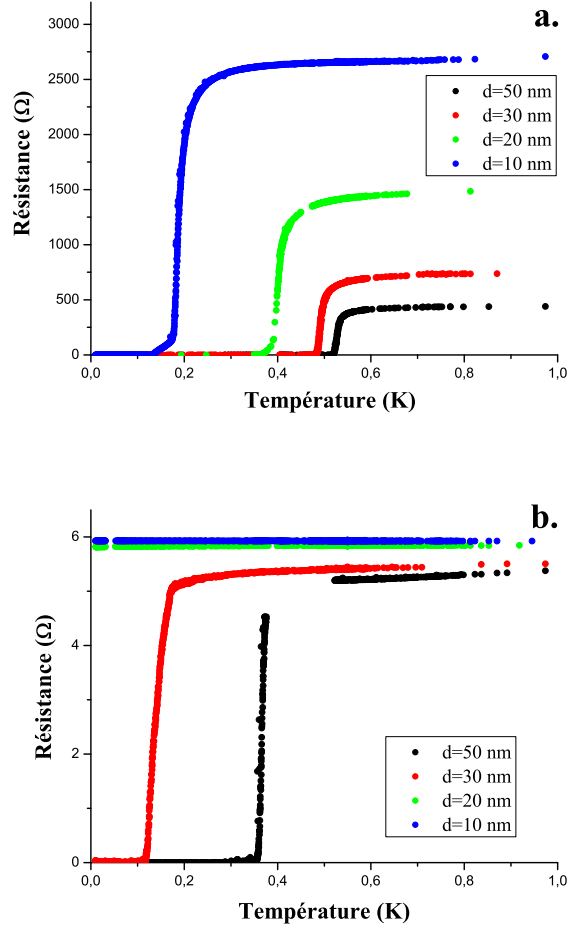 a.
3000
2500
2000
1500
1000
500
0
Résistance (Ω)
d=50 nm
d=30 nm
d=20 nm
d=10 nm
0,0 0,2 0,4 0,6 0,8 1,0
Température (K)
b.
6
4
2
0
Résistance (Ω)
d=50 nm
d=30 nm
d=20 nm
d=10 nm
0,0 0,2 0,4 0,6 0,8 1,0
Température (K)